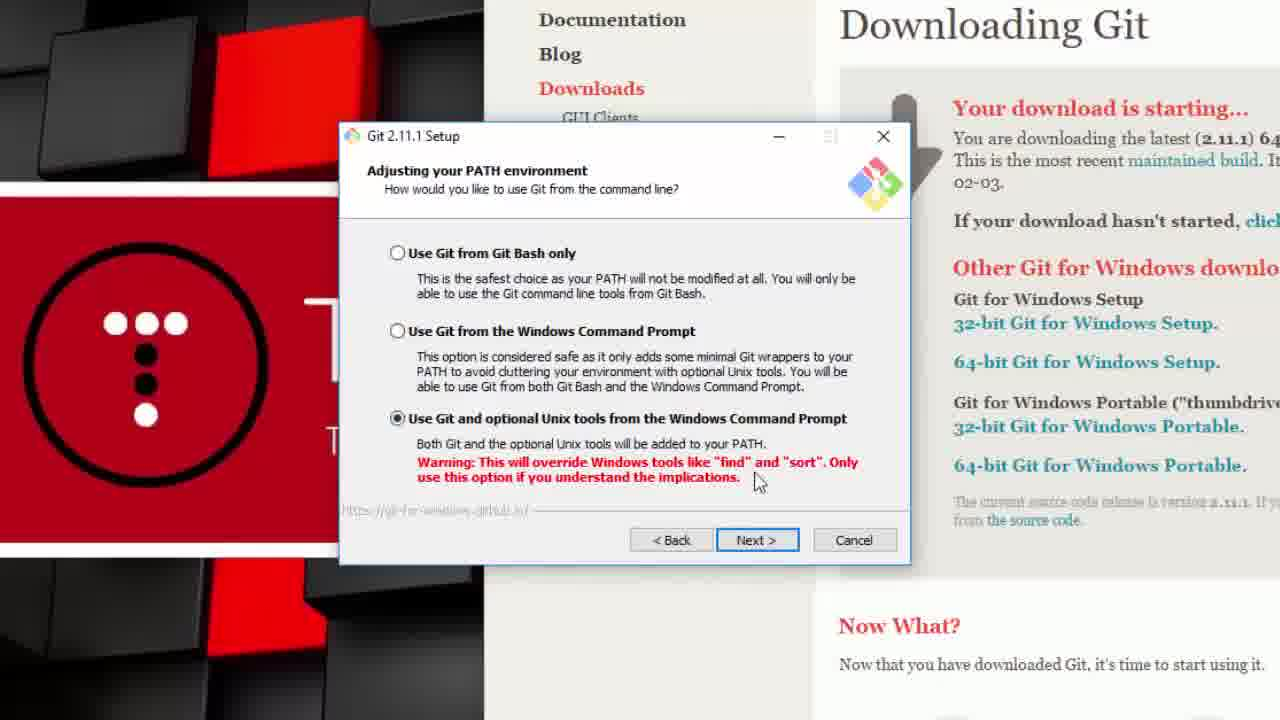 Documentation
Blog
Downloads
GUI Clients
Downloading Git
Your download is starting...
You are downloading the latest (2.11.1) 64
This is the most recent maintained build. It
02-03.
If your download hasn't started, click
Other Git for Windows downlo
Git for Windows Setup
32-bit Git for Windows Setup.
64-bit Git for Windows Setup.
Git for Windows Portable ("thumbdrive
32-bit Git for Windows Portable.
64-bit Git for Windows Portable.
The current source code release is version 2.11.1. If you
from the source code.
Now What?
Now that you have downloaded Git, it's time to start using it.
Git 2.11.1 Setup
Adjusting your PATH environment
How would you like to use Git from the command line?
Use Git from Git Bash only
This is the safest choice as your PATH will not be modified at all. You will only be
able to use the Git command line tools from Git Bash.
Use Git from the Windows Command Prompt
This option is considered safe as it only adds some minimal Git wrappers to your
PATH to avoid cluttering your environment with optional Unix tools. You will be
able to use Git from both Git Bash and the Windows Command Prompt.
Use Git and optional Unix tools from the Windows Command Prompt
Both Git and the optional Unix tools will be added to your PATH.
Warning: This will override Windows tools like "find" and "sort". Only
use this option if you understand the implications.
https://git-for-windows.github.io/
< Back
Next >
Cancel